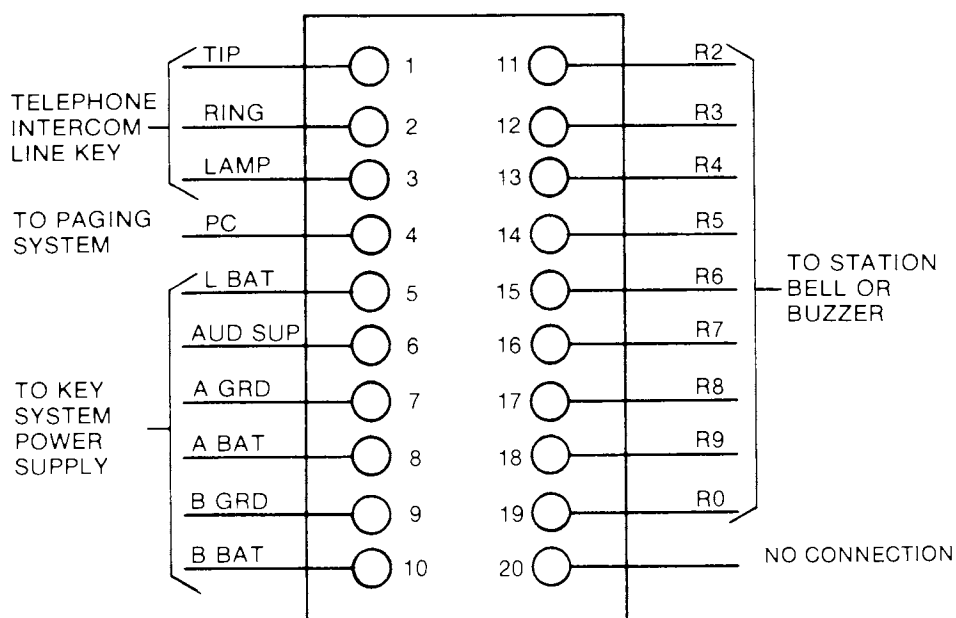 TELEPHONE
INTERCOM
LINE KEY
TIP 1
RING 2
LAMP 3
TO PAGING
SYSTEM
PC 4
TO KEY
SYSTEM
POWER
SUPPLY
L BAT 5
AUD SUP 6
A GRD 7
A BAT 8
B GRD 9
B BAT 10
11 R2
12 R3
13 R4
14 R5
15 R6
16 R7
17 R8
18 R9
19 R0
TO STATION
BELL OR
BUZZER
20 NO CONNECTION